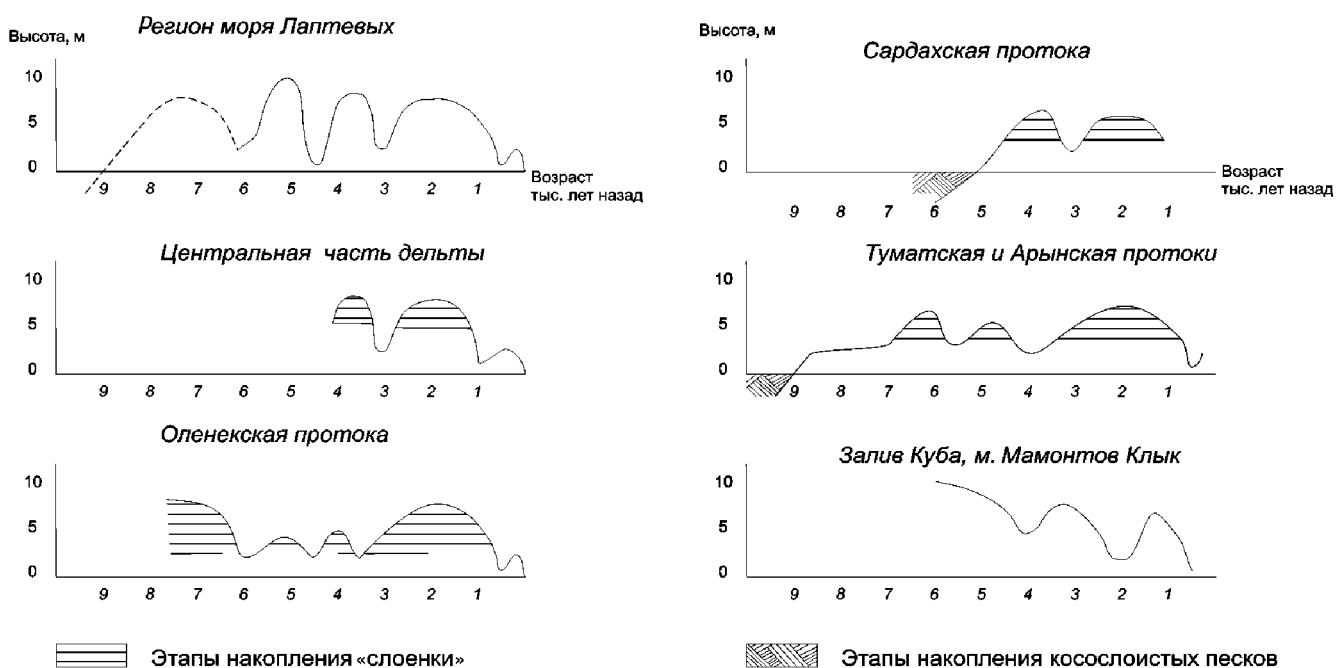 Регион моря Лаптевых
Высота, м
10
5
0
Возраст
тыс. лет назад
9 8 7 6 5 4 3 2 1
Высота, м
Сардахская протока
10
5
0
Возраст
тыс. лет назад
9 8 7 6 5 4 3 2 1
Центральная часть дельты
10
5
0
9 8 7 6 5 4 3 2 1
Туматская и Арынская протоки
10
5
0
9 8 7 6 5 4 3 2 1
Оленекская протока
10
5
0
9 8 7 6 5 4 3 2 1
Залив Куба, м. Мамонтов Клык
10
5
0
9 8 7 6 5 4 3 2 1
Этапы накопления «слоенки»
Этапы накопления косослоистых песков